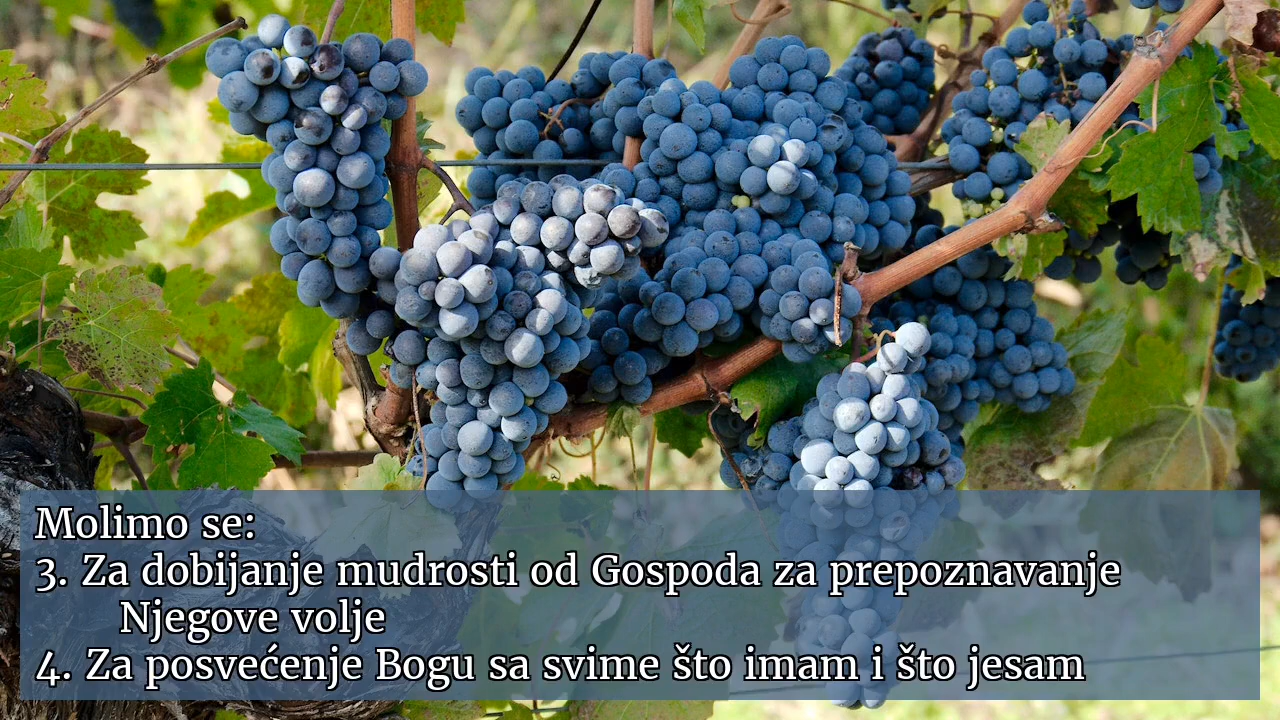 Molimo se:
3. Za dobijanje mudrosti od Gospoda za prepoznavanje
Njegove volje
4. Za posvećenje Bogu sa svime što imam i što jesam